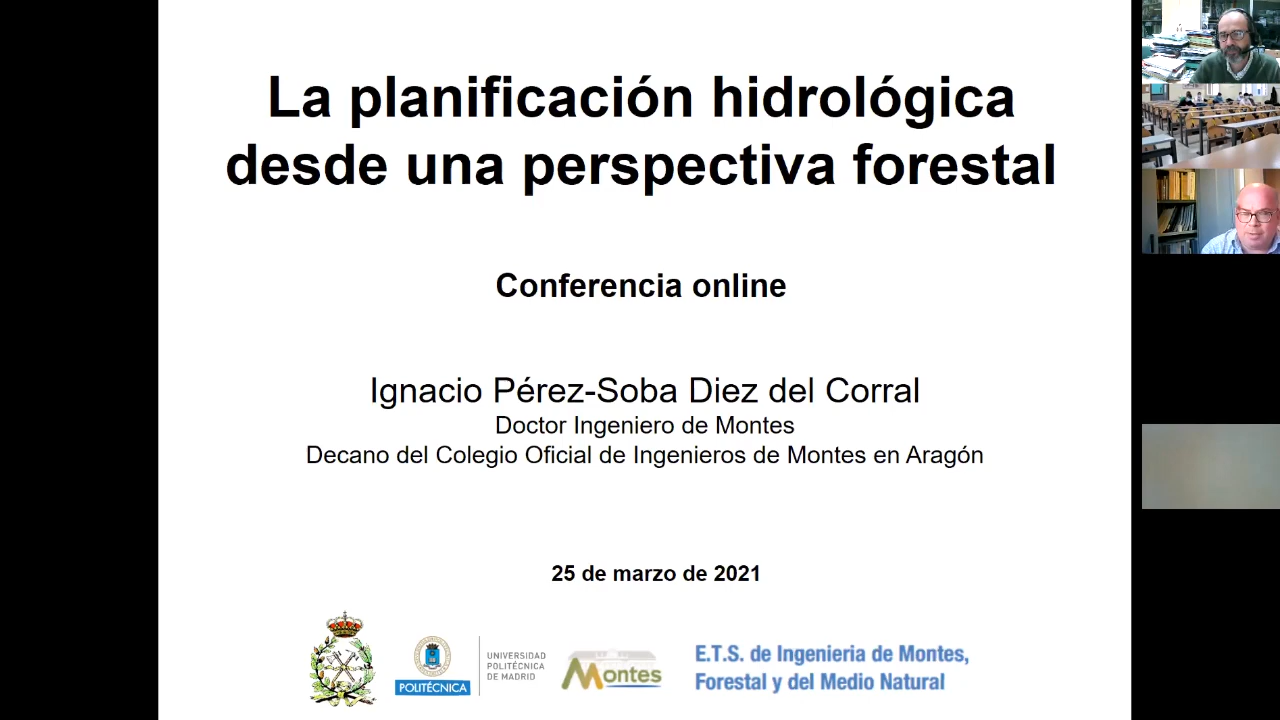 La planificación hidrológica
desde una perspectiva forestal
Conferencia online
Ignacio Pérez-Soba Diez del Corral
Doctor Ingeniero de Montes
Decano del Colegio Oficial de Ingenieros de Montes en Aragón
25 de marzo de 2021
POLITÉCNICA
UNIVERSIDAD
POLITÉCNICA
DE MADRID
Montes
E.T.S. de Ingenieria de Montes,
Forestal y del Medio Natural